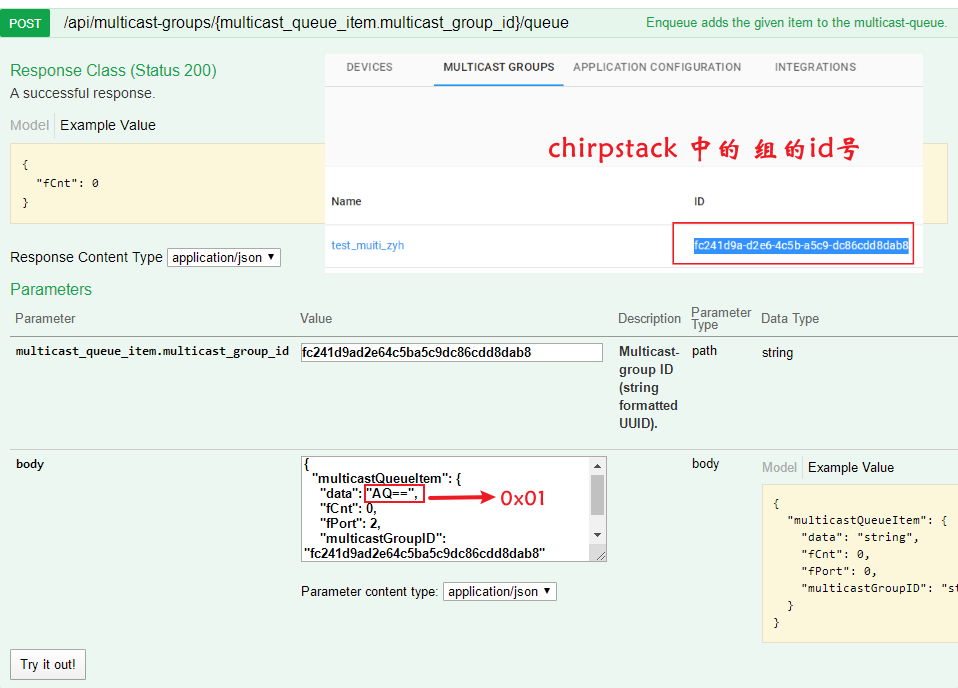 POST /api/multicast-groups/{multicast_queue_item.multicast_group_id}/queue Enqueue adds the given item to the multicast-queue.
Response Class (Status 200)
A successful response.
Model Example Value
{
"fCnt": 0
}
DEVICES MULTICAST GROUPS APPLICATION CONFIGURATION INTEGRATIONS
chirpstack 中的 组的id号
Name ID
test_muiti_zyh fc241d9a-d2e6-4c5b-a5c9-dc86cdd8dab8
Response Content Type application/json
Parameters
Parameter Value Description Parameter Type Data Type
multicast_queue_item.multicast_group_id fc241d9ad2e64c5ba5c9dc86cdd8dab8 Multicast- path string
group ID
(string
formatted
UUID).
body
{
"multicastQueueItem": {
"data": "AQ==", 0x01
"fCnt": 0,
"fPort": 2,
"multicastGroupID":
"fc241d9ad2e64c5ba5c9dc86cdd8dab8"
Parameter content type: application/json
body
Model Example Value
{
"multicastQueueItem": {
"data": "string",
"fCnt": 0,
"fPort": 0,
"multicastGroupID": "st
}
}
Try it out!